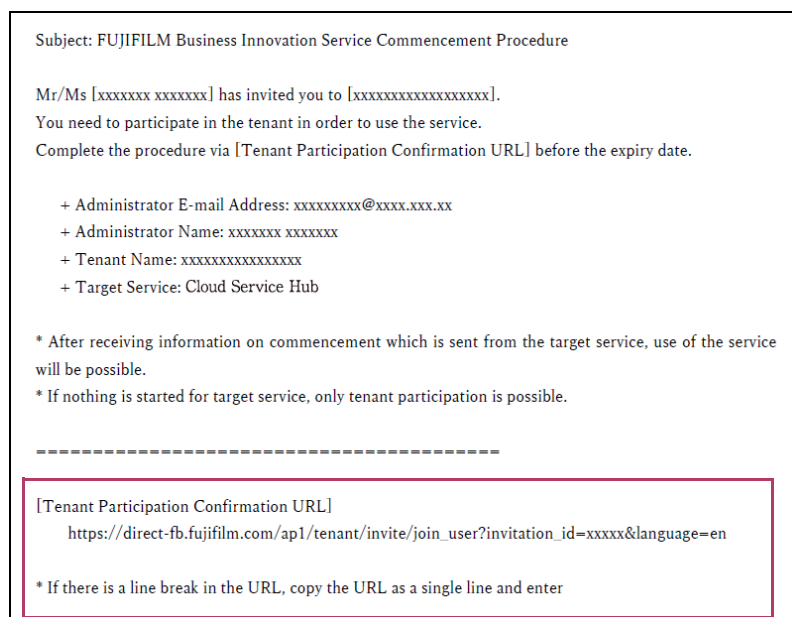 Subject: FUJIFILM Business Innovation Service Commencement Procedure
Mr/Ms [xxxxxxx xxxxxxx] has invited you to [xxxxxxxxxxxxxxxxxx].
You need to participate in the tenant in order to use the service.
Complete the procedure via [Tenant Participation Confirmation URL] before the expiry date.
+ Administrator E-mail Address: xxxxxxxxx@xxxx.xxx.xx
+ Administrator Name: xxxxxxx xxxxxxx
+ Tenant Name: xxxxxxxxxxxxxxxx
+ Target Service: Cloud Service Hub
* After receiving information on commencement which is sent from the target service, use of the service
will be possible.
* If nothing is started for target service, only tenant participation is possible.
=========================================
[Tenant Participation Confirmation URL]
https://direct-fb.fujifilm.com/ap1/tenant/invite/join_user?invitation_id=xxxxx&language=en
* If there is a line break in the URL, copy the URL as a single line and enter